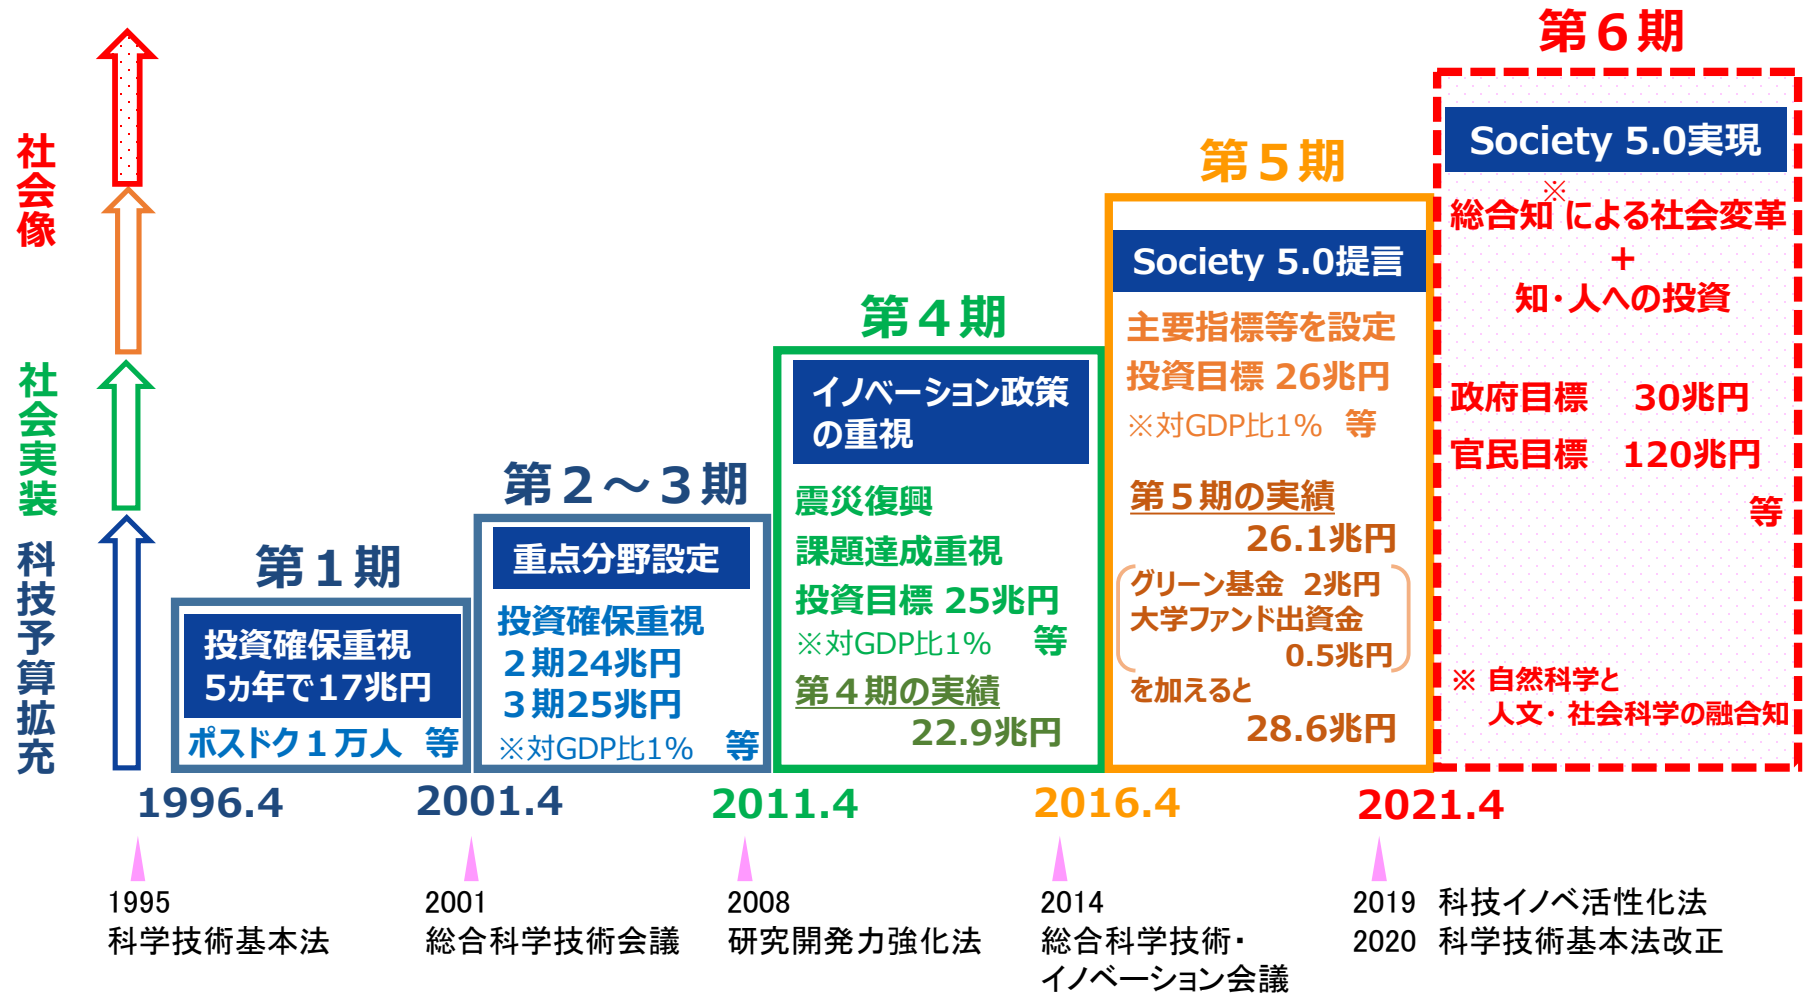 社会像
社会実装
科技予算拡充
第１期
投資確保重視
5ヵ年で17兆円
ポスドク１万人 等
第２～３期
重点分野設定
投資確保重視
２期24兆円
３期25兆円
※対GDP比1% 等
第４期
イノベーション政策
の重視
震災復興
課題達成重視
投資目標 25兆円
※対GDP比1% 等
第４期の実績
22.9兆円
第５期
Society 5.0提言
主要指標等を設定
投資目標 26兆円
※対GDP比1% 等
第５期の実績
26.1兆円
グリーン基金 2兆円
大学ファンド出資金
0.5兆円
を加えると
28.6兆円
第６期
Society 5.0実現
総合知※による社会変革
+
知・人への投資
政府目標 30兆円
官民目標 120兆円
等
※ 自然科学と
人文・社会科学の融合知
1996.4
2001.4
2011.4
2016.4
2021.4
1995
科学技術基本法
2001
総合科学技術会議
2008
研究開発力強化法
2014
総合科学技術・
イノベーション会議
2019 科技イノベ活性化法
2020 科学技術基本法改正